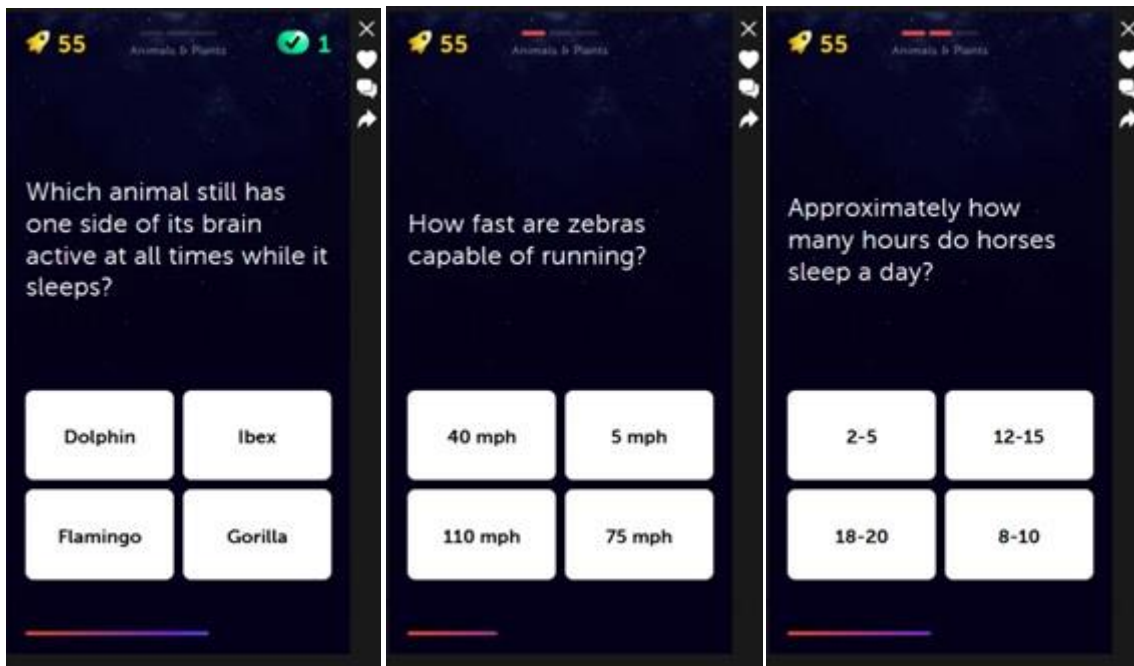 55
Animals & Plants
1
Which animal still has
one side of its brain
active at all times while it
sleeps?
Dolphin
Ibex
Flamingo
Gorilla
55
Animals & Plants
How fast are zebras
capable of running?
40 mph
5 mph
110 mph
75 mph
55
Animals & Plants
Approximately how
many hours do horses
sleep a day?
2-5
12-15
18-20
8-10